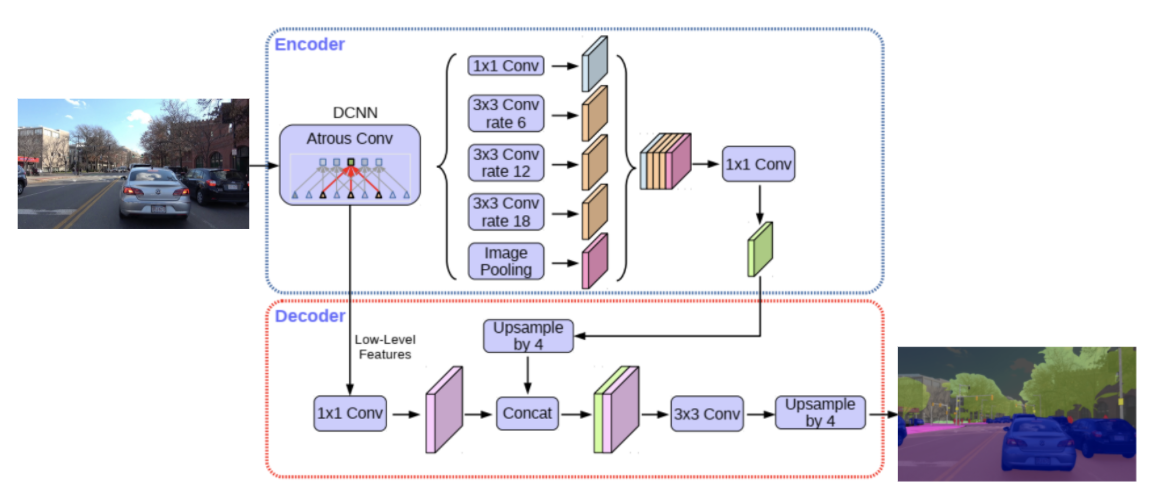 Encoder
DCNN
Atrous Conv
1x1 Conv
3x3 Conv
rate 6
3x3 Conv
rate 12
3x3 Conv
rate 18
Image
Pooling
1x1 Conv
Decoder
Low-Level
Features
Upsample
by 4
1x1 Conv
Concat
3x3 Conv
Upsample
by 4